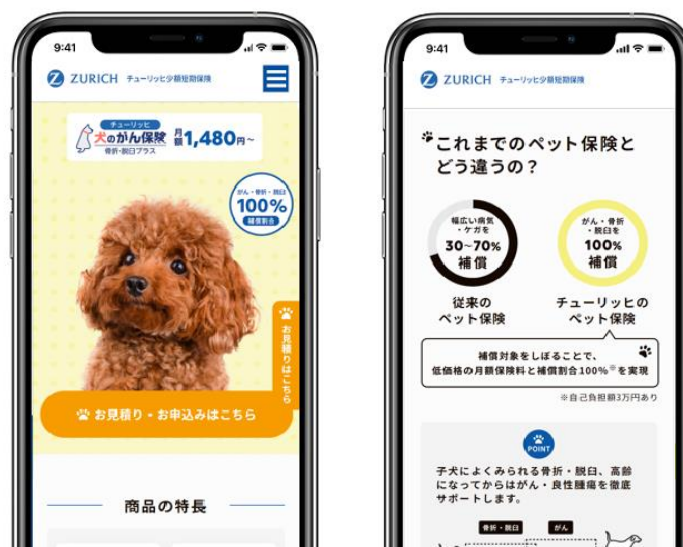 9:41
ZURICH チューリッヒ少額短期保険
チューリッヒ
犬のがん保険
骨折・脱臼プラス
月額1,480円~
がん・骨折・脱臼
100%
補償割合
お見積りはこちら
お見積り・お申込みはこちら
商品の特長
9:41
ZURICH チューリッヒ少額短期保険
これまでのペット保険と
どう違うの？
幅広い病気
・ケガを
30~70%
補償
従来の
ペット保険
がん・骨折
・脱臼を
100%
補償
チューリッヒの
ペット保険
補償対象をしぼることで、
低価格の月額保険料と補償割合100%※を実現
※自己負担額3万円あり
POINT
子犬によくみられる骨折・脱臼、高齢
になってからはがん・良性腫瘍を徹底
サポートします。
骨折・脱臼
がん